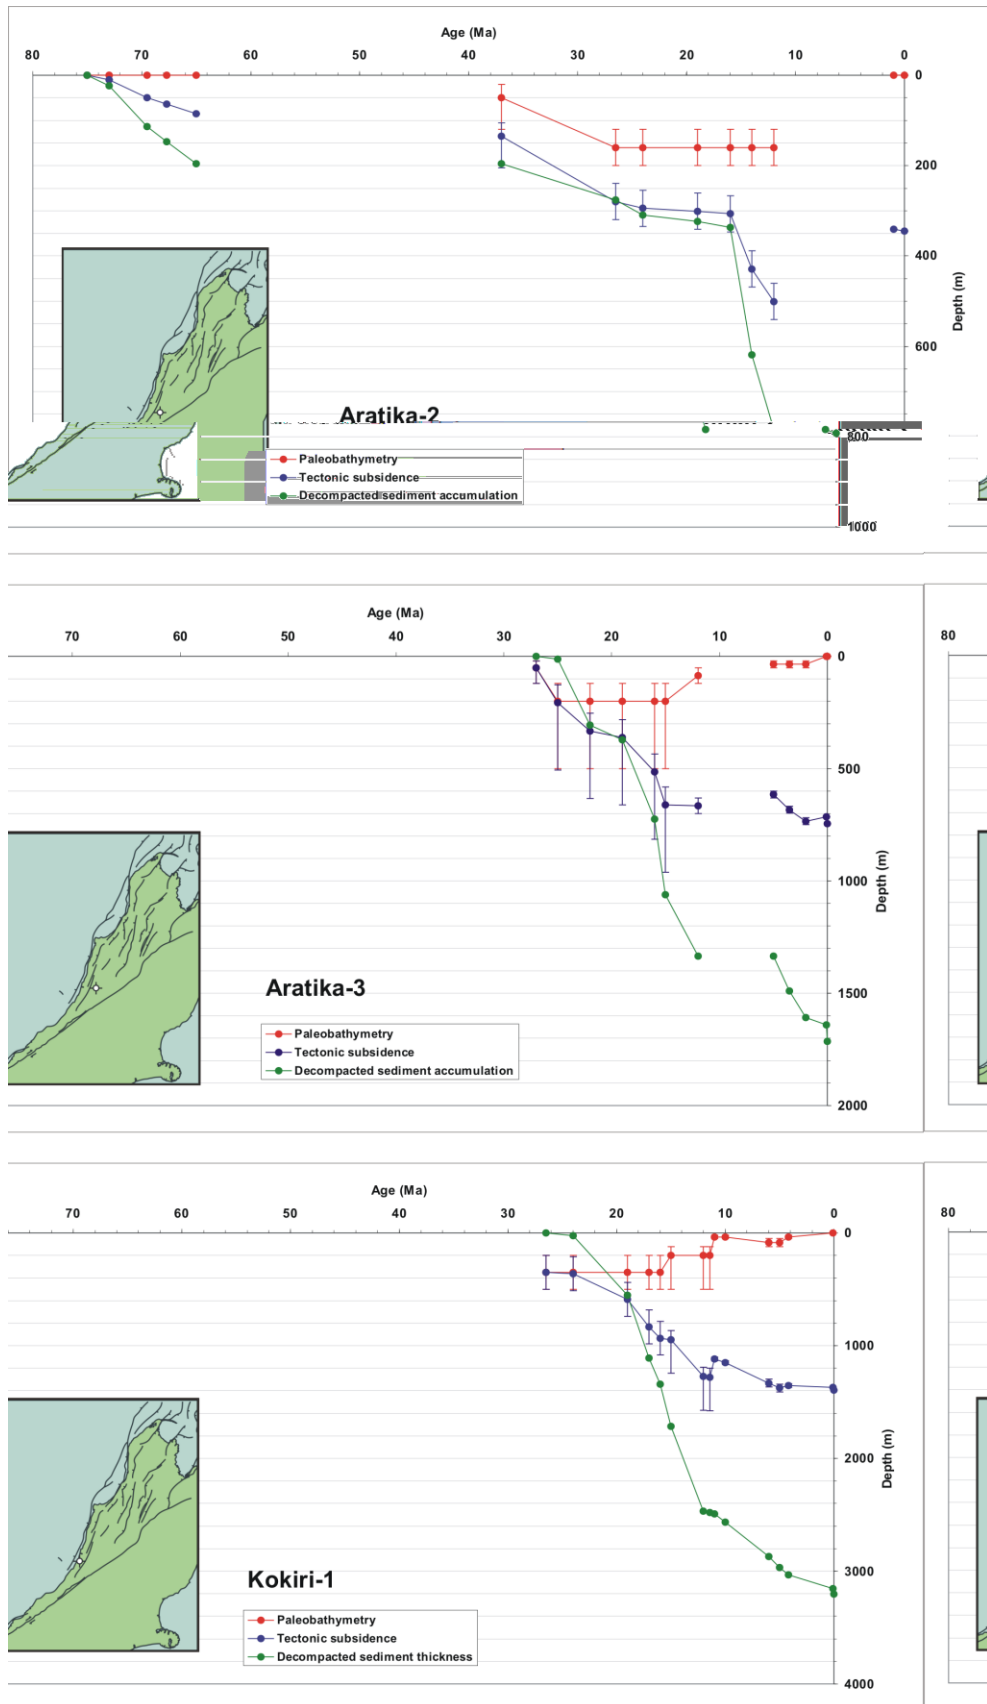 Age (Ma)
80 70 60 50 40 30 20 10 0
0
200
400
Depth (m)
600
Aratika-2
800
Paleobathymetry
Tectonic subsidence
Decompacted sediment accumulation
1000
Age (Ma)
70 60 50 40 30 20 10 0 80
0
500
1000
Depth (m)
Aratika-3
1500
Paleobathymetry
Tectonic subsidence
Decompacted sediment accumulation
2000
Age (Ma)
70 60 50 40 30 20 10 0 80
0
1000
2000
Depth (m)
3000
Kokiri-1
Paleobathymetry
Tectonic subsidence
Decompacted sediment thickness
4000